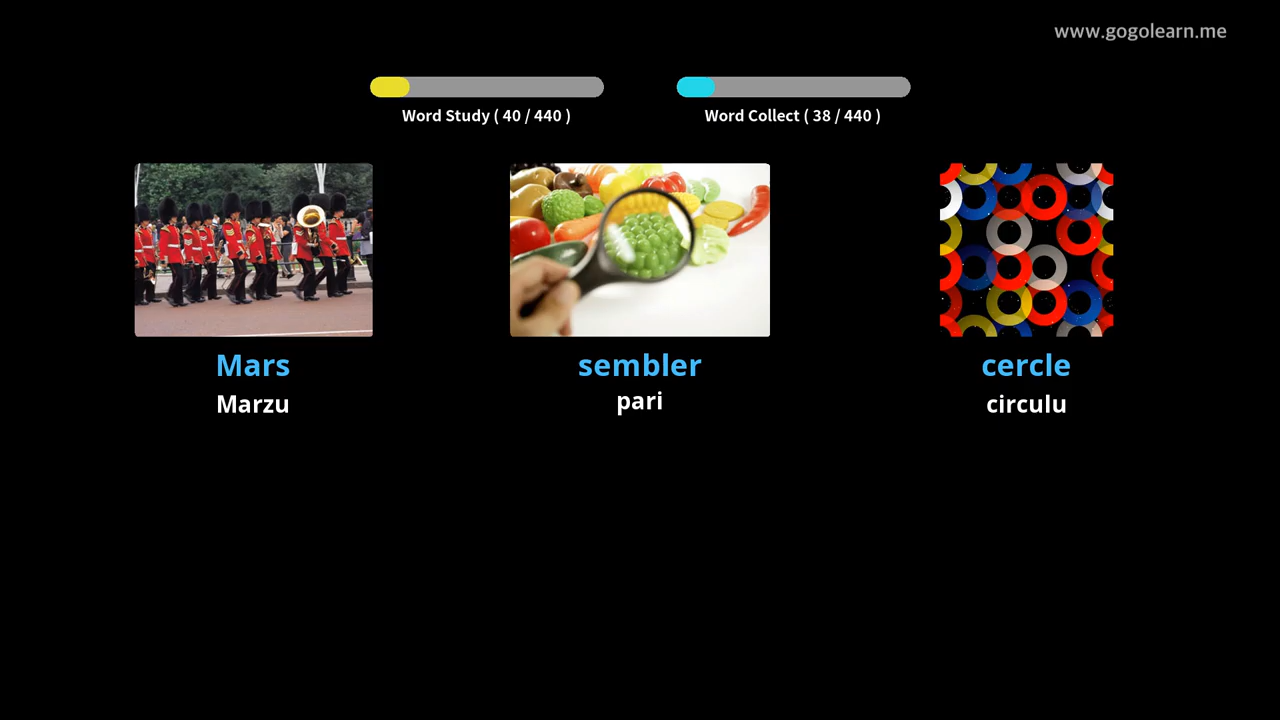 www.gogolearn.me
Word Study ( 40 / 440 )
Word Collect ( 38 / 440 )
Mars
Marzu
sembler
pari
cercle
circulu